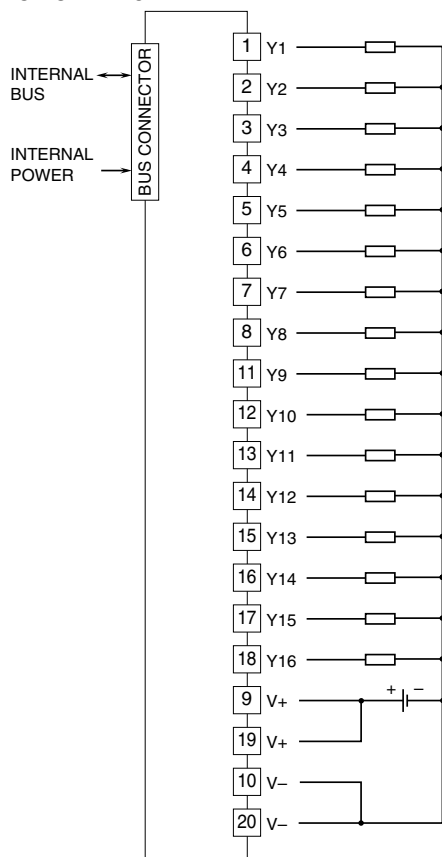 INTERNAL
BUS
INTERNAL
POWER
BUS CONNECTOR
1 Y1
2 Y2
3 Y3
4 Y4
5 Y5
6 Y6
7 Y7
8 Y8
11 Y9
12 Y10
13 Y11
14 Y12
15 Y13
16 Y14
17 Y15
18 Y16
9 V+ + –
19 V+
10 V–
20 V–